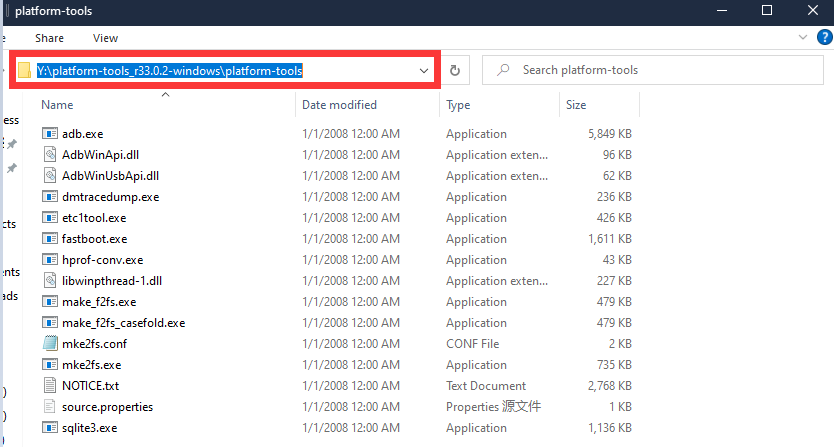 platform-tools
Share View
Y:\platform-tools_r33.0.2-windows\platform-tools
Search platform-tools
Name Date modified Type Size
adb.exe 1/1/2008 12:00 AM Application 5,849 KB
AdbWinApi.dll 1/1/2008 12:00 AM Application exten... 96 KB
AdbWinUsbApi.dll 1/1/2008 12:00 AM Application exten... 62 KB
dmtracedump.exe 1/1/2008 12:00 AM Application 236 KB
etc1tool.exe 1/1/2008 12:00 AM Application 426 KB
fastboot.exe 1/1/2008 12:00 AM Application 1,611 KB
hprof-conv.exe 1/1/2008 12:00 AM Application 43 KB
libwinpthread-1.dll 1/1/2008 12:00 AM Application exten... 227 KB
make_f2fs.exe 1/1/2008 12:00 AM Application 479 KB
make_f2fs_casefold.exe 1/1/2008 12:00 AM Application 479 KB
mke2fs.conf 1/1/2008 12:00 AM CONF File 2 KB
mke2fs.exe 1/1/2008 12:00 AM Application 735 KB
NOTICE.txt 1/1/2008 12:00 AM Text Document 2,768 KB
source.properties 1/1/2008 12:00 AM Properties 源文件 1 KB
sqlite3.exe 1/1/2008 12:00 AM Application 1,136 KB